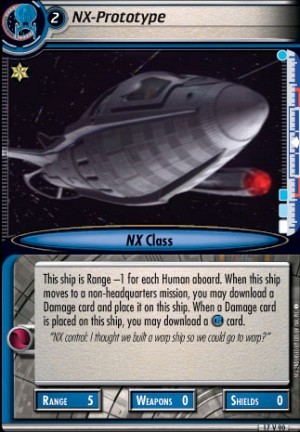 2 NX-Prototype
NX Class
This ship is Range –1 for each Human aboard. When this ship
moves to a non-headquarters mission, you may download a
Damage card and place it on this ship. When a Damage card
is placed on this ship, you may download a card.
"NX control: I thought we built a warp ship so we could go to warp?"
RANGE 5 WEAPONS 0 SHIELDS 0
17 V 90